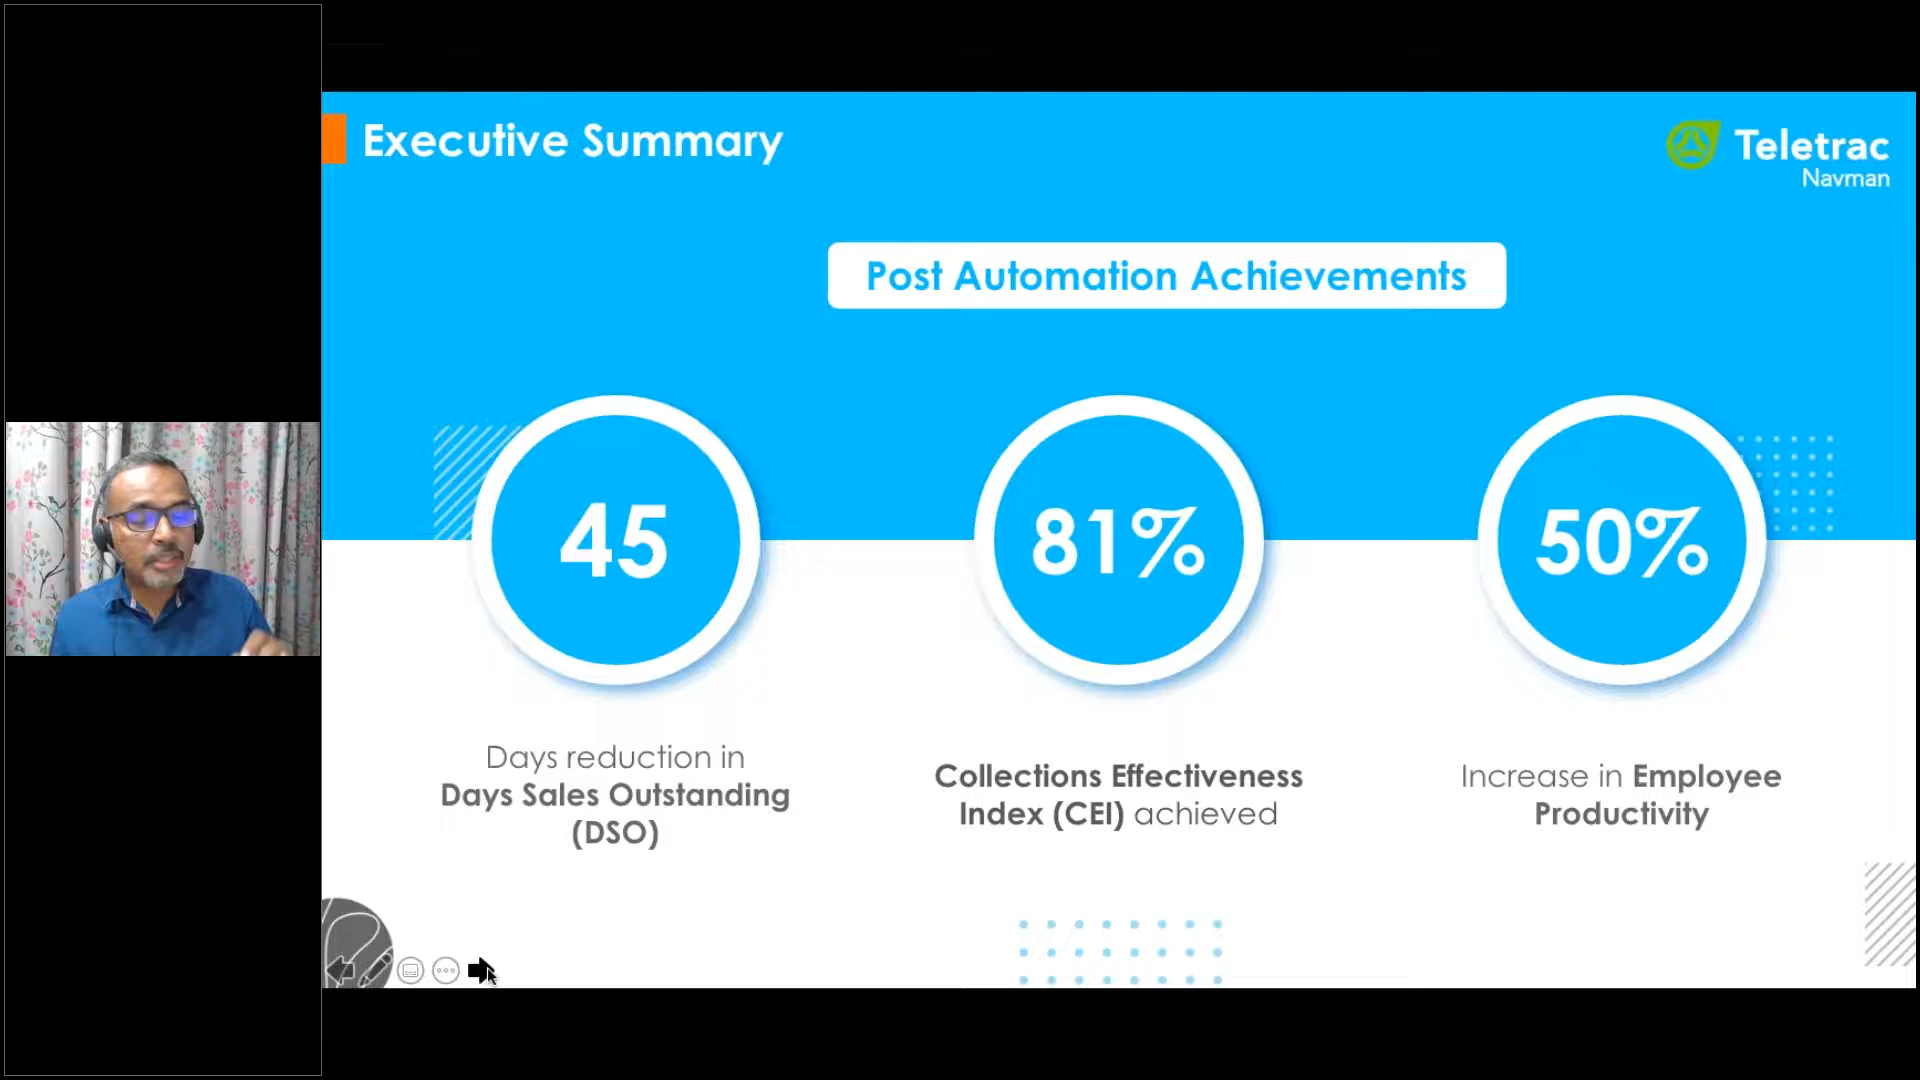 Executive Summary
Teletrac
Navman
Post Automation Achievements
45
81%
50%
Days reduction in
Days Sales Outstanding
(DSO)
Collections Effectiveness
Index (CEI) achieved
Increase in Employee
Productivity